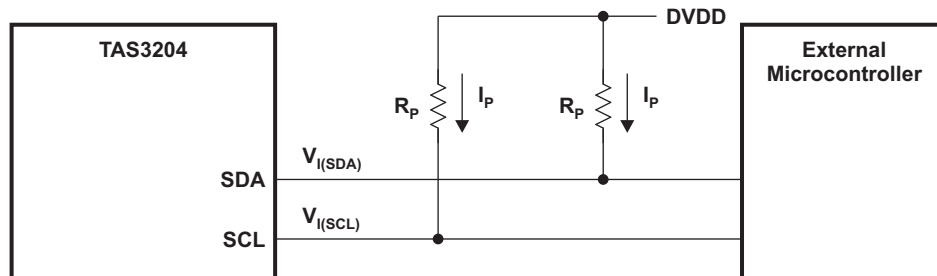 DVDD
TAS3204
External
Microcontroller
R_P
I_P
R_P
I_P
V_I(SDA)
SDA
V_I(SCL)
SCL